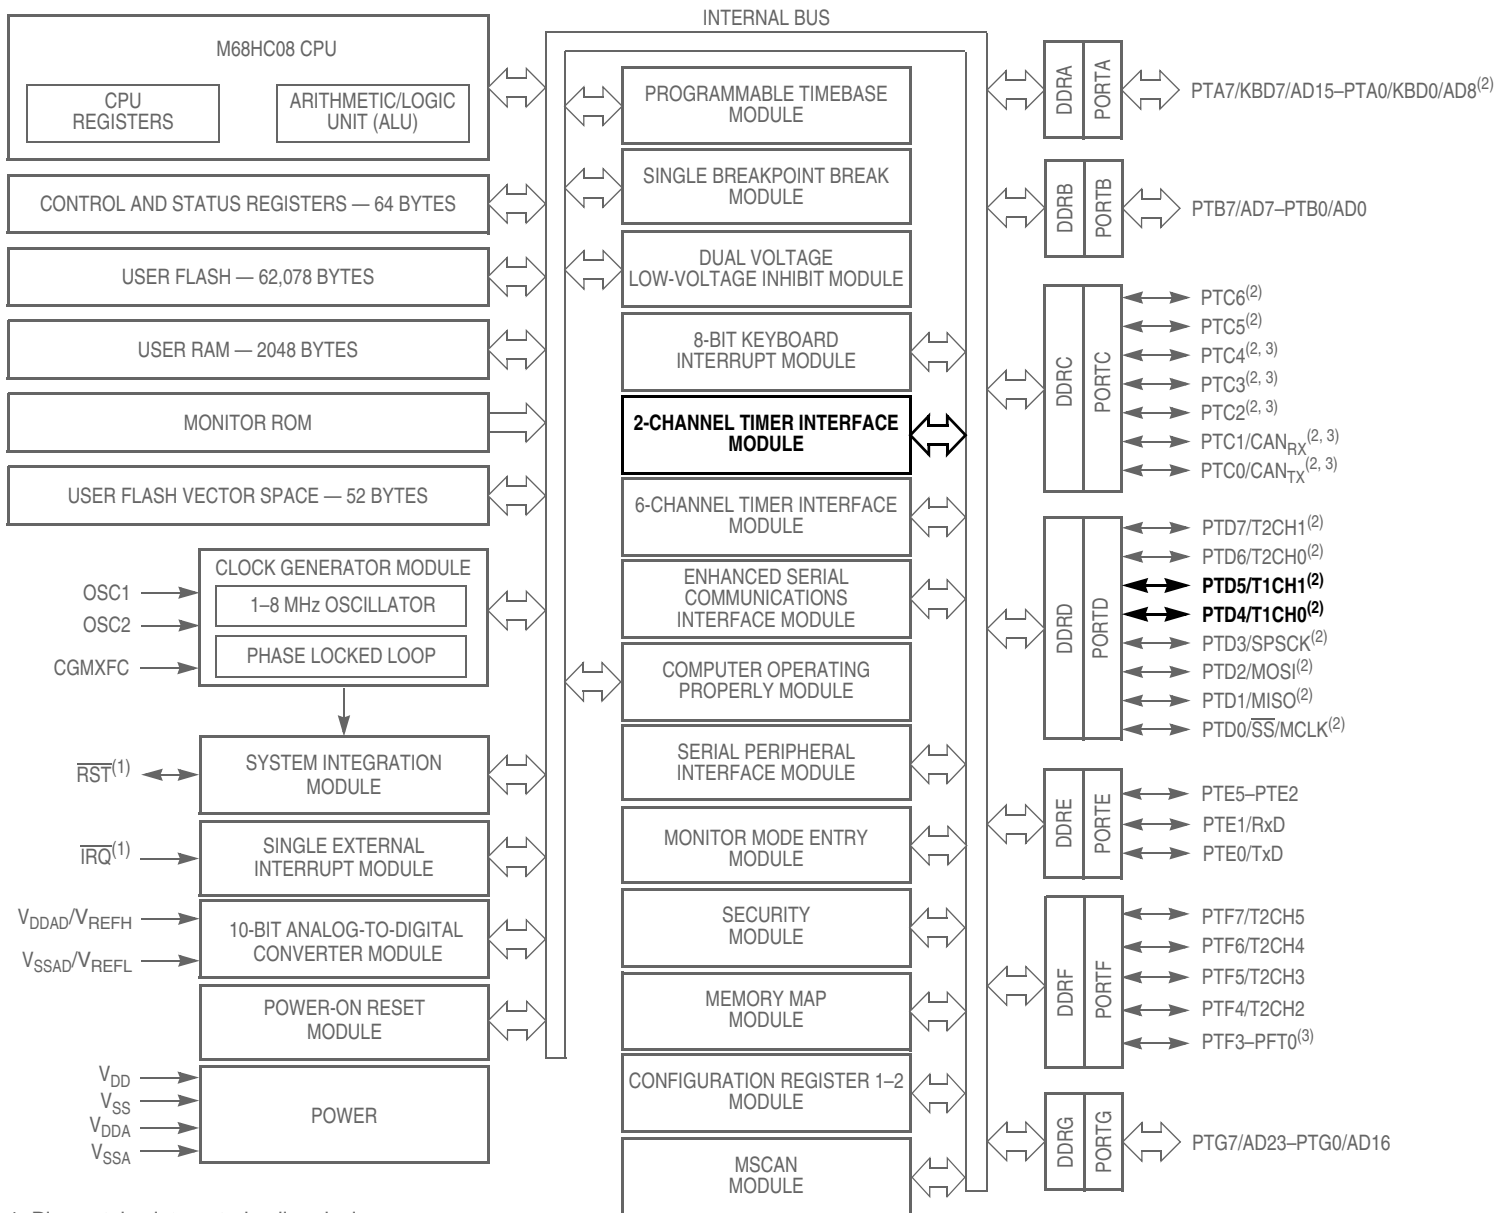 INTERNAL BUS
M68HC08 CPU
CPU
REGISTERS
ARITHMETIC/LOGIC
UNIT (ALU)
CONTROL AND STATUS REGISTERS — 64 BYTES
USER FLASH — 62,078 BYTES
USER RAM — 2048 BYTES
MONITOR ROM
USER FLASH VECTOR SPACE — 52 BYTES
CLOCK GENERATOR MODULE
1–8 MHz OSCILLATOR
PHASE LOCKED LOOP
OSC1
OSC2
CGMXFC
SYSTEM INTEGRATION
MODULE
RST(1)
SINGLE EXTERNAL
INTERRUPT MODULE
IRQ(1)
10-BIT ANALOG-TO-DIGITAL
CONVERTER MODULE
VDDAD/VREFH
VSSAD/VREFL
POWER-ON RESET
MODULE
POWER
VDD
VSS
VDDA
VSSA
PROGRAMMABLE TIMEBASE
MODULE
SINGLE BREAKPOINT BREAK
MODULE
DUAL VOLTAGE
LOW-VOLTAGE INHIBIT MODULE
8-BIT KEYBOARD
INTERRUPT MODULE
2-CHANNEL TIMER INTERFACE
MODULE
6-CHANNEL TIMER INTERFACE
MODULE
ENHANCED SERIAL
COMMUNICATIONS
INTERFACE MODULE
COMPUTER OPERATING
PROPERLY MODULE
SERIAL PERIPHERAL
INTERFACE MODULE
MONITOR MODE ENTRY
MODULE
SECURITY
MODULE
MEMORY MAP
MODULE
CONFIGURATION REGISTER 1–2
MODULE
MSCAN
MODULE
DDRA
PORTA
PTA7/KBD7/AD15–PTA0/KBD0/AD8(2)
DDRB
PORTB
PTB7/AD7–PTB0/AD0
DDRC
PORTC
PTC6(2)
PTC5(2)
PTC4(2, 3)
PTC3(2, 3)
PTC2(2, 3)
PTC1/CANRX(2, 3)
PTC0/CANTX(2, 3)
DDRD
PORTD
PTD7/T2CH1(2)
PTD6/T2CH0(2)
PTD5/T1CH1(2)
PTD4/T1CH0(2)
PTD3/SPSCK(2)
PTD2/MOSI(2)
PTD1/MISO(2)
PTD0/SS/MCLK(2)
DDRE
PORTE
PTE5–PTE2
PTE1/RxD
PTE0/TxD
DDRF
PORTF
PTF7/T2CH5
PTF6/T2CH4
PTF5/T2CH3
PTF4/T2CH2
PTF3–PFT0(3)
DDRG
PORTG
PTG7/AD23–PTG0/AD16